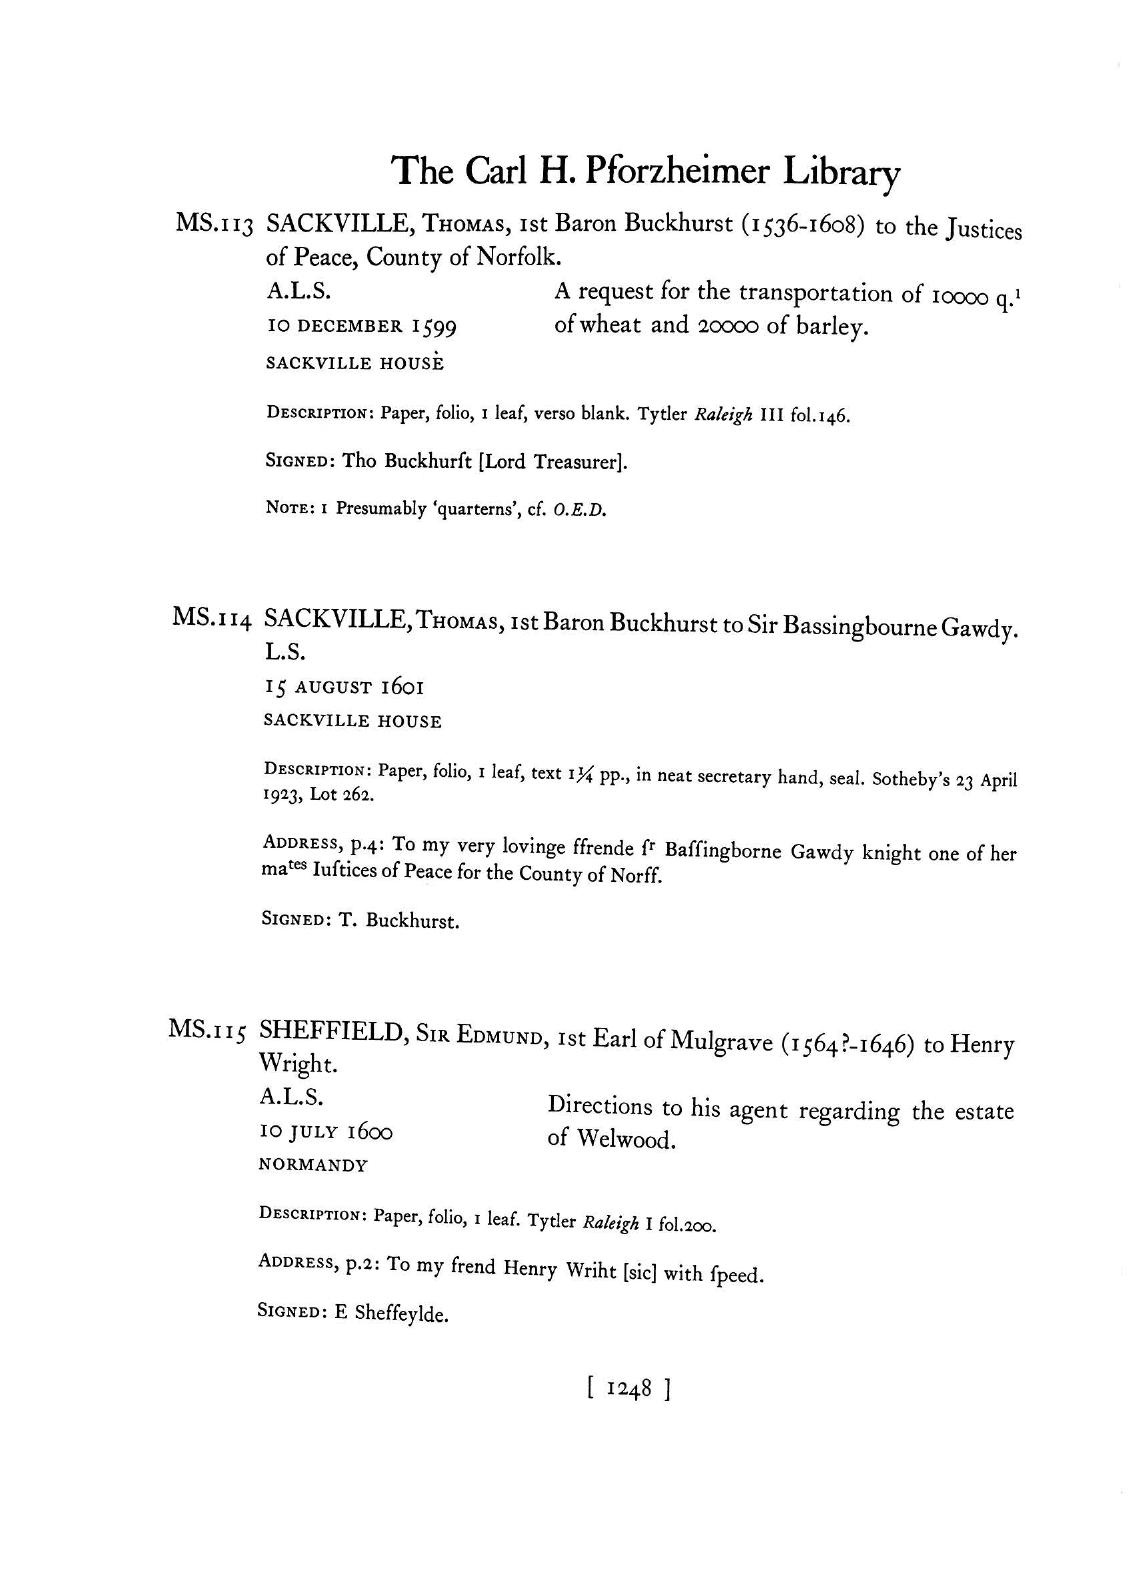 The Carl H. Pforzheimer Library
MS.113 SACKVILLE, THOMAS, 1st Baron Buckhurst (1536-1608) to the Justices
of Peace, County of Norfolk.
A.L.S. A request for the transportation of 10000 q.¹
10 DECEMBER 1599 of wheat and 20000 of barley.
SACKVILLE HOUSE
DESCRIPTION: Paper, folio, 1 leaf, verso blank. Tytler Raleigh III fol.146.
SIGNED: Tho Buckhurſt [Lord Treasurer].
NOTE: 1 Presumably ‘quarterns’, cf. O.E.D.
MS.114 SACKVILLE, THOMAS, 1st Baron Buckhurst to Sir Bassingbourne Gawdy.
L.S.
15 AUGUST 1601
SACKVILLE HOUSE
DESCRIPTION: Paper, folio, 1 leaf, text 1¼ pp., in neat secretary hand, seal. Sotheby's 23 April
1923, Lot 262.
ADDRESS, p.4: To my very lovinge ffrende ſʳ Baſſingborne Gawdy knight one of her
maᵗᵉˢ Iuſtices of Peace for the County of Norff.
SIGNED: T. Buckhurst.
MS.115 SHEFFIELD, SIR EDMUND, 1st Earl of Mulgrave (1564?-1646) to Henry
Wright.
A.L.S. Directions to his agent regarding the estate
10 JULY 1600 of Welwood.
NORMANDY
DESCRIPTION: Paper, folio, 1 leaf. Tytler Raleigh I fol.200.
ADDRESS, p.2: To my frend Henry Wriht [sic] with ſpeed.
SIGNED: E Sheffeylde.
[ 1248 ]